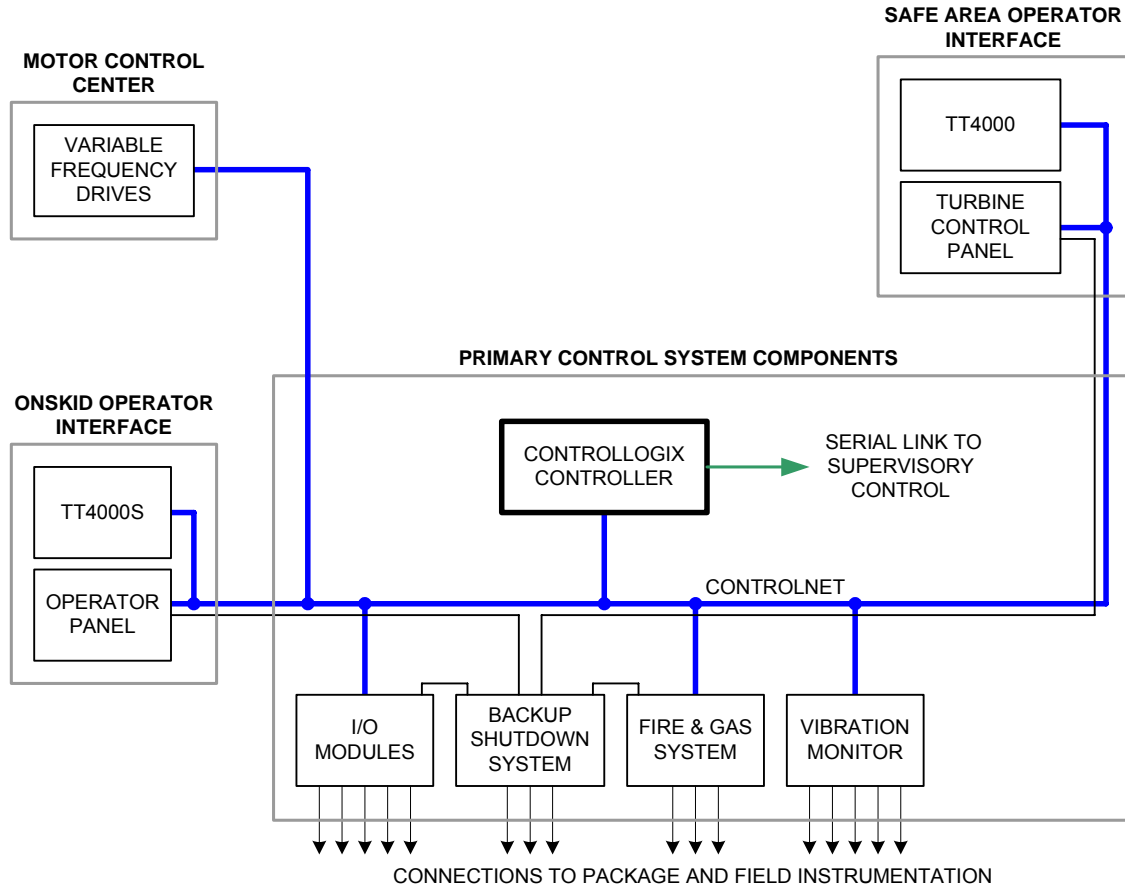 SAFE AREA OPERATOR
INTERFACE
MOTOR CONTROL
CENTER
VARIABLE
FREQUENCY
DRIVES
TT4000
TURBINE
CONTROL
PANEL
PRIMARY CONTROL SYSTEM COMPONENTS
ONSKID OPERATOR
INTERFACE
TT4000S
OPERATOR
PANEL
CONTROLLOGIX
CONTROLLER
SERIAL LINK TO
SUPERVISORY
CONTROL
CONTROLNET
I/O
MODULES
BACKUP
SHUTDOWN
SYSTEM
FIRE & GAS
SYSTEM
VIBRATION
MONITOR
CONNECTIONS TO PACKAGE AND FIELD INSTRUMENTATION